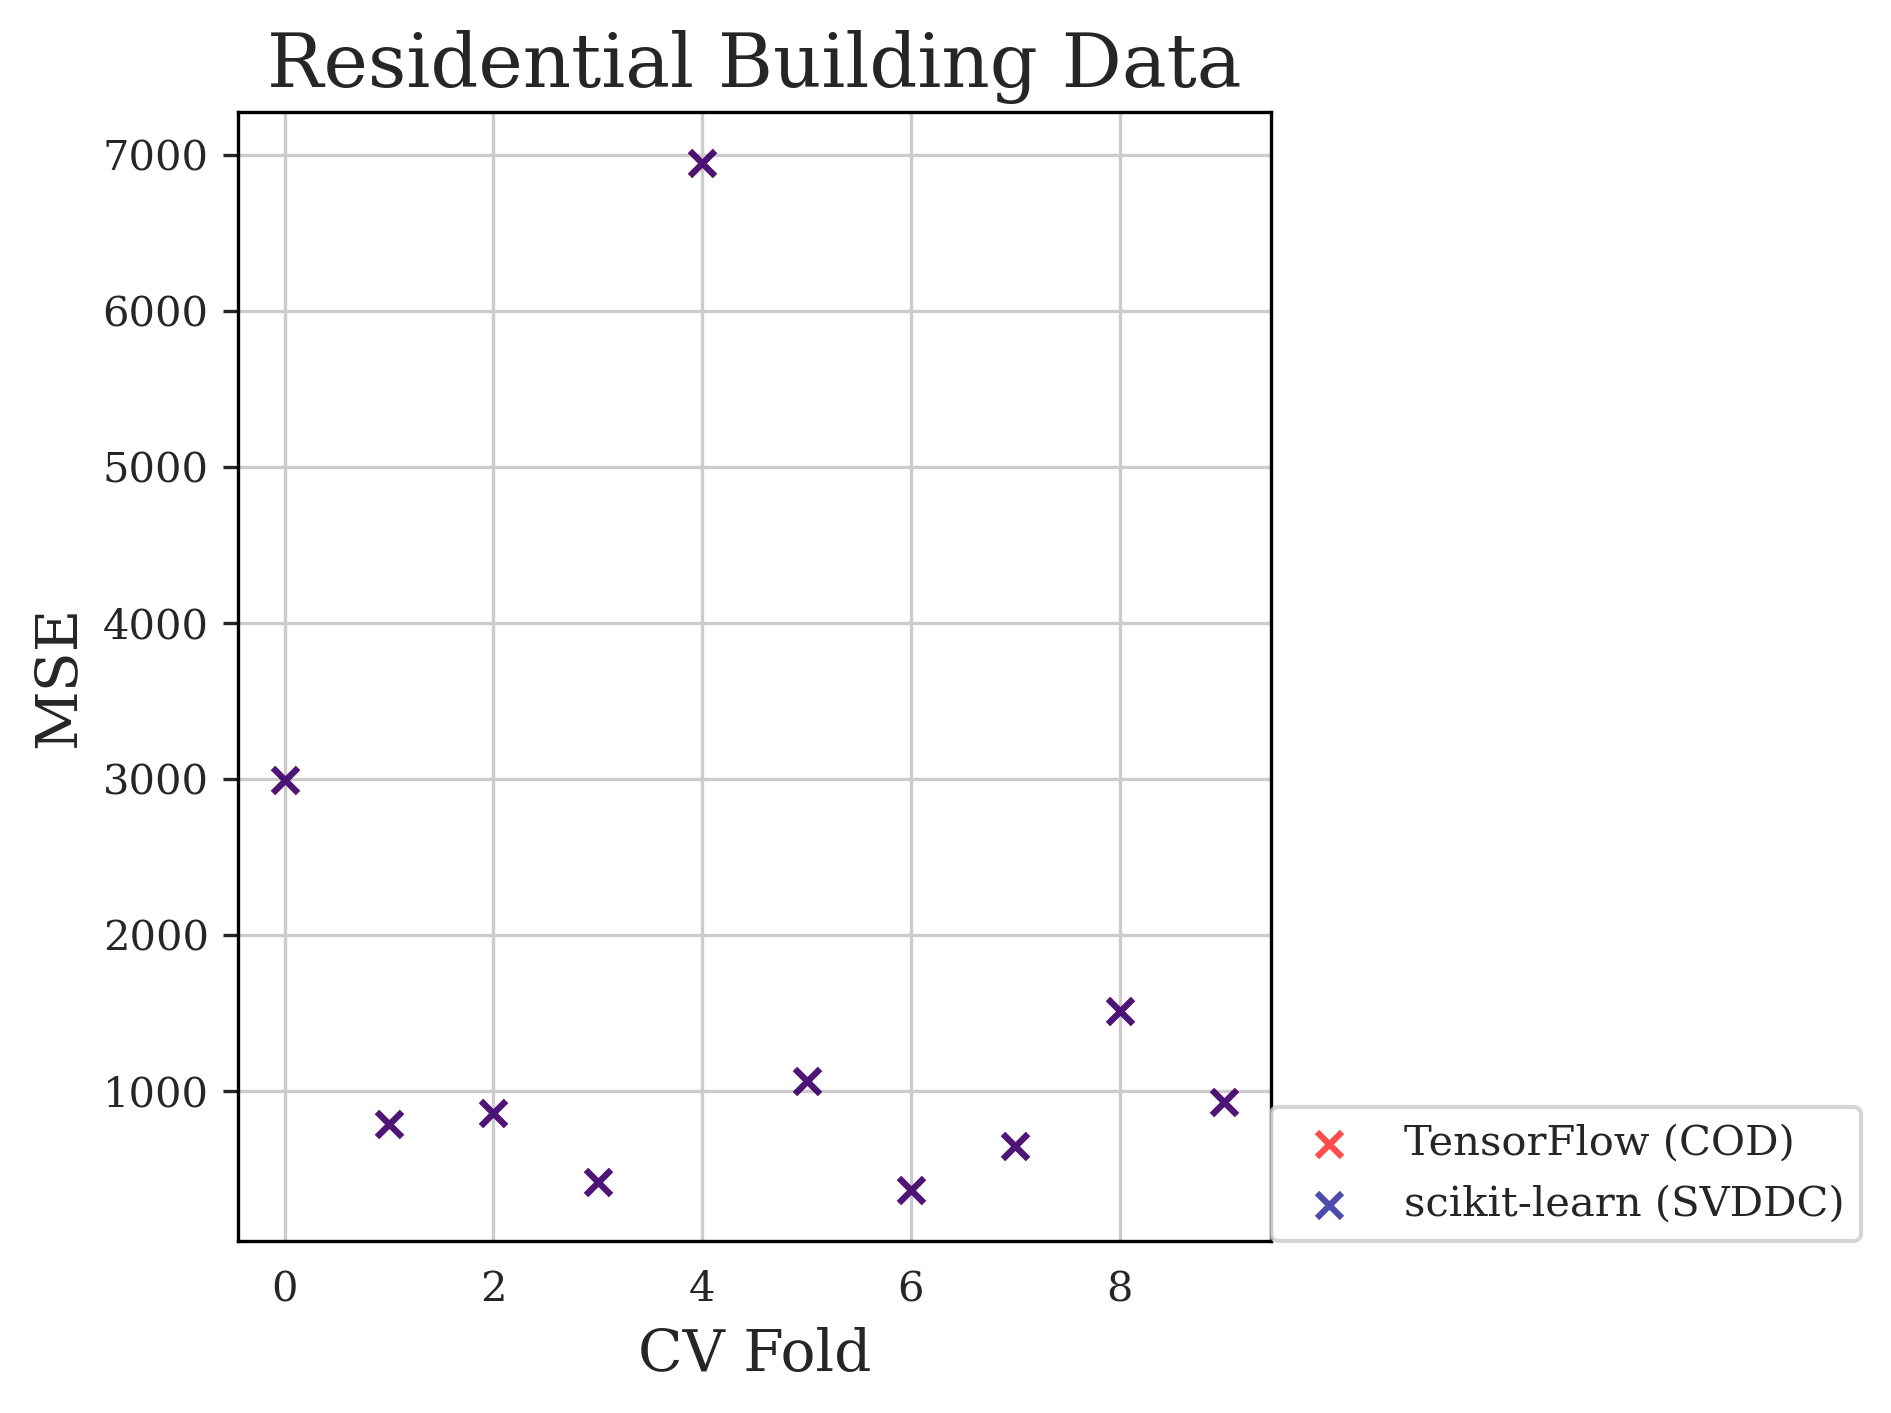 Residential Building Data
7000
6000
5000
4000
3000
2000
1000
MSE
0 2 4 6 8
CV Fold
TensorFlow (COD)
scikit-learn (SVDDC)